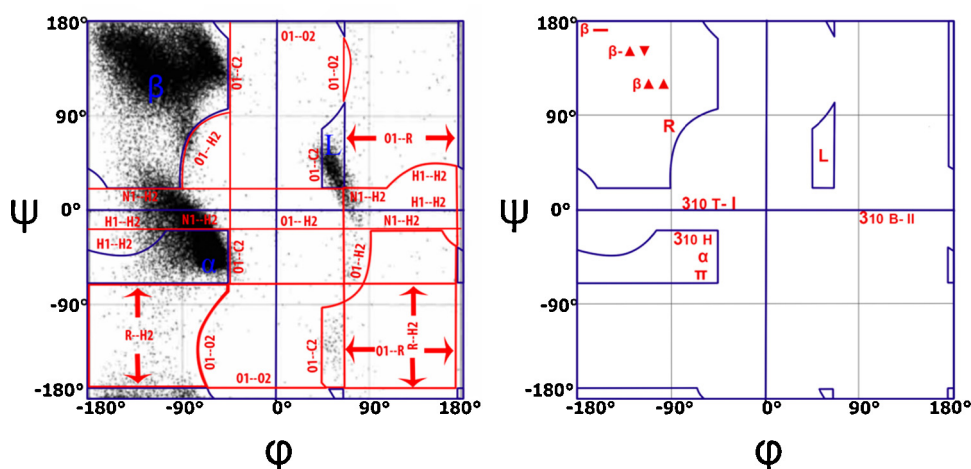 180°
90°
0°
-90°
-180°
Ψ
-180°
-90°
0°
90°
180°
φ
β
L
α
O1--C2
O1--O2
O1--O2
O1--H2
O1--C2
O1--R
H1--H2
N1--H2
N1--H2
H1--H2
H1--H2
N1--H2
O1--H2
N1--H2
H1--H2
O1--C2
O1--H2
R--H2
O1--O2
O1--C2
O1--R
R--H2
O1--O2
180°
90°
0°
-90°
-180°
Ψ
-180°
-90°
0°
90°
180°
φ
β —
β-▲▼
β▲▲
R
L
310 T- I
310 B- II
310 H
α
π